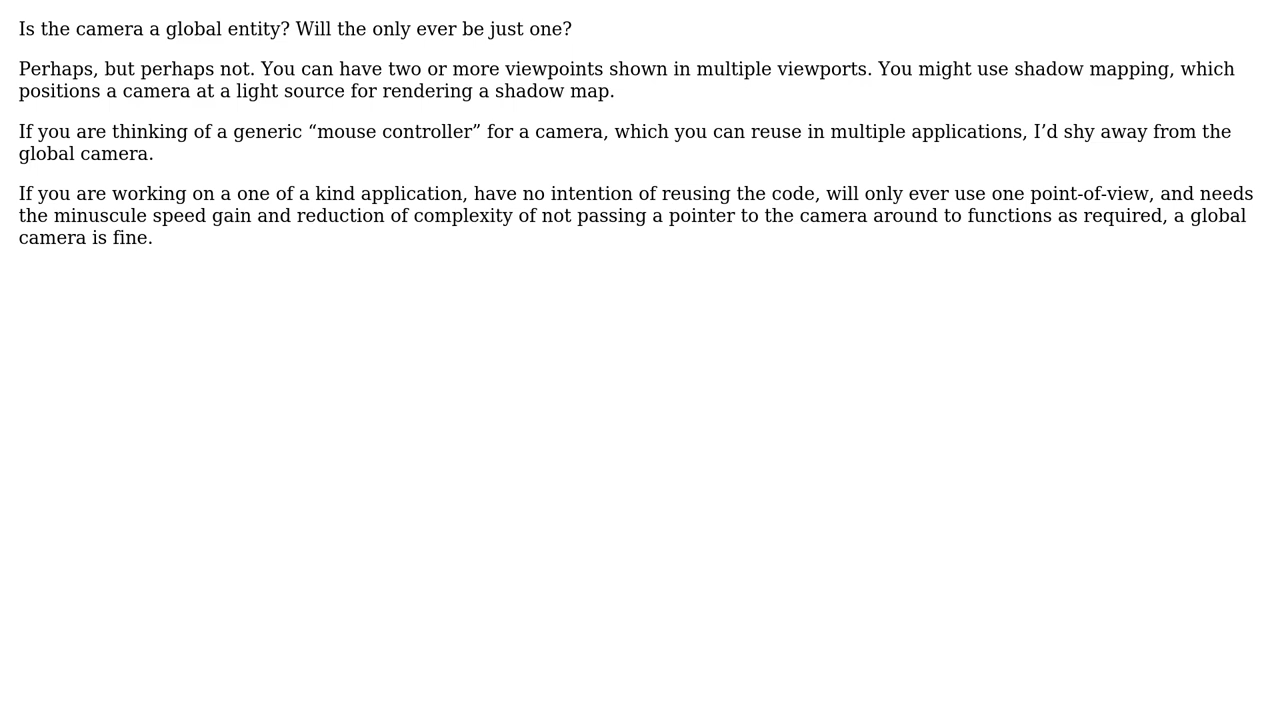 Is the camera a global entity? Will the only ever be just one?
Perhaps, but perhaps not. You can have two or more viewpoints shown in multiple viewports. You might use shadow mapping, which
positions a camera at a light source for rendering a shadow map.
If you are thinking of a generic “mouse controller” for a camera, which you can reuse in multiple applications, I’d shy away from the
global camera.
If you are working on a one of a kind application, have no intention of reusing the code, will only ever use one point-of-view, and needs
the minuscule speed gain and reduction of complexity of not passing a pointer to the camera around to functions as required, a global
camera is fine.